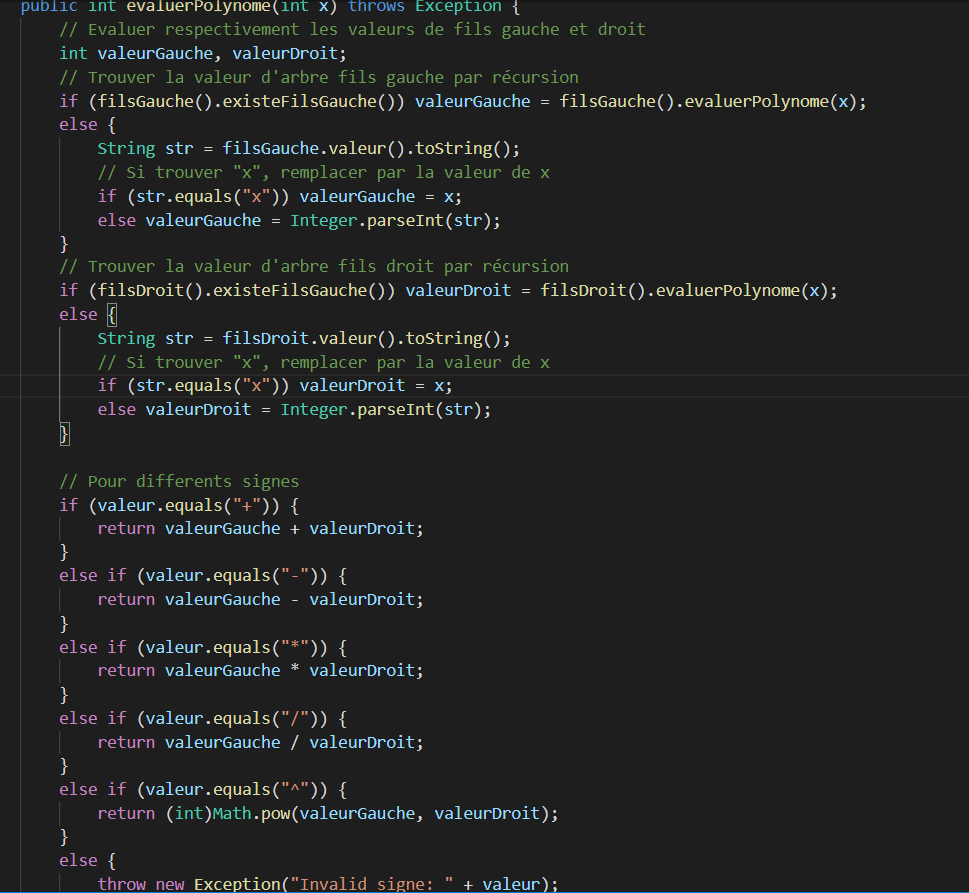 public int evaluerPolynome(int x) throws Exception {
    // Evaluer respectivement les valeurs de fils gauche et droit
    int valeurGauche, valeurDroit;
    // Trouver la valeur d'arbre fils gauche par récursion
    if (filsGauche().existeFilsGauche()) valeurGauche = filsGauche().evaluerPolynome(x);
    else {
        String str = filsGauche.valeur().toString();
        // Si trouver "x", remplacer par la valeur de x
        if (str.equals("x")) valeurGauche = x;
        else valeurGauche = Integer.parseInt(str);
    }
    // Trouver la valeur d'arbre fils droit par récursion
    if (filsDroit().existeFilsGauche()) valeurDroit = filsDroit().evaluerPolynome(x);
    else {
        String str = filsDroit.valeur().toString();
        // Si trouver "x", remplacer par la valeur de x
        if (str.equals("x")) valeurDroit = x;
        else valeurDroit = Integer.parseInt(str);
    }

    // Pour differents signes
    if (valeur.equals("+")) {
        return valeurGauche + valeurDroit;
    }
    else if (valeur.equals("-")) {
        return valeurGauche - valeurDroit;
    }
    else if (valeur.equals("*")) {
        return valeurGauche * valeurDroit;
    }
    else if (valeur.equals("/")) {
        return valeurGauche / valeurDroit;
    }
    else if (valeur.equals("^")) {
        return (int)Math.pow(valeurGauche, valeurDroit);
    }
    else {
        throw new Exception("Invalid signe: " + valeur);